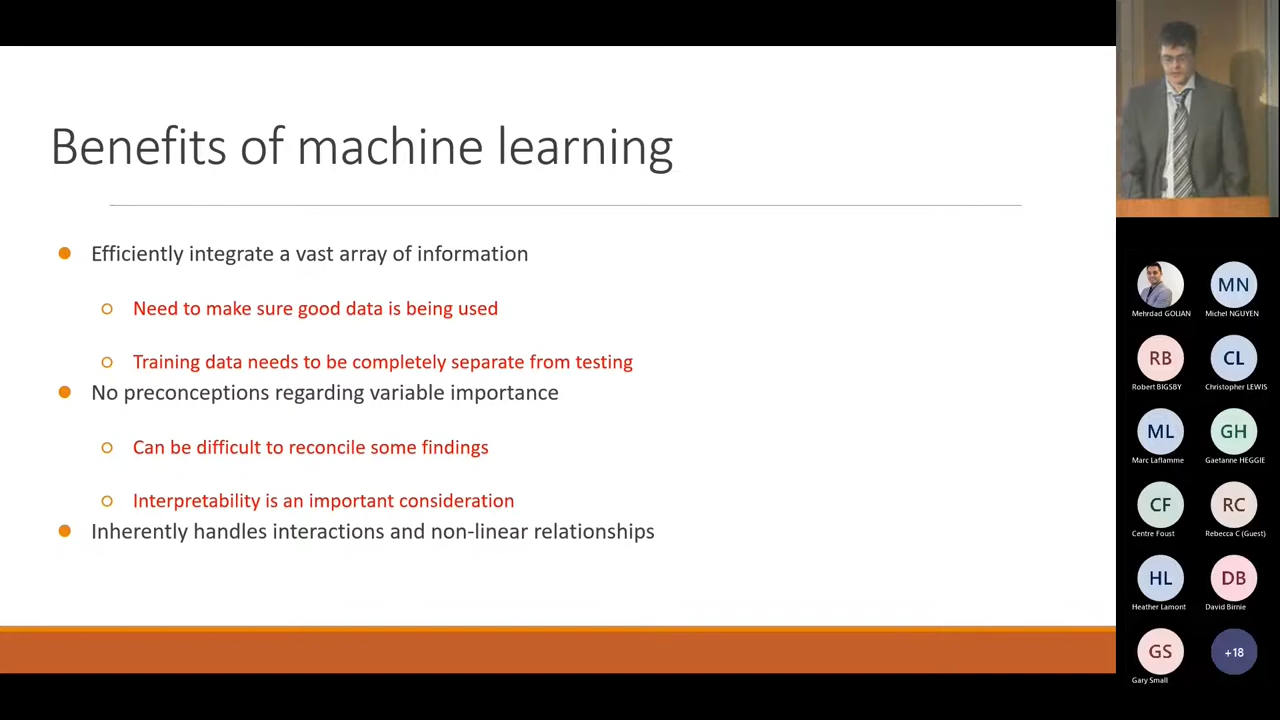 Benefits of machine learning
Efficiently integrate a vast array of information
Need to make sure good data is being used
Training data needs to be completely separate from testing
No preconceptions regarding variable importance
Can be difficult to reconcile some findings
Interpretability is an important consideration
Inherently handles interactions and non-linear relationships
MN
Mehrdad GOLIAN
Michel NGUYEN
RB
CL
Robert BIGSBY
Christopher LEWIS
ML
GH
Marc Laflamme
Gaetanne HEGGIE
CF
RC
Centre Foust
Rebecca C (Guest)
HL
DB
Heather Lamont
David Birnie
GS
+18
Gary Small